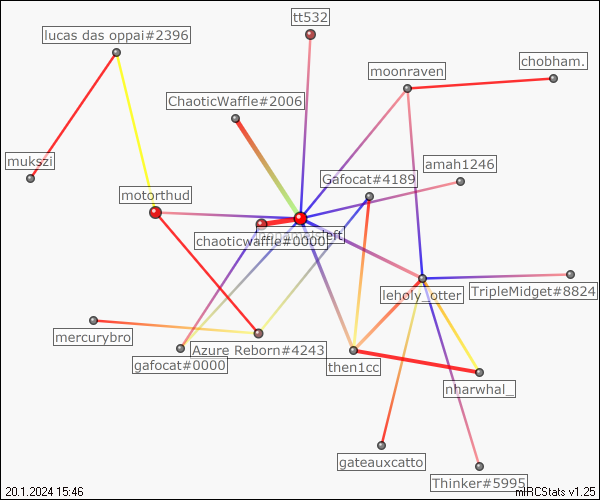 tt532
lucas das oppai#2396
chobham.
moonraven
ChaoticWaffle#2006
mukszi
amah1246
Gafocat#4189
motorthud
chaoticwaffle#0000
leholy_otter
TripleMidget#8824
mercurybro
Azure Reborn#4243
gafocat#0000
then1cc
nharwhal_
gateauxcatto
Thinker#5995
20.1.2024 15:46
mIRCStats v1.25